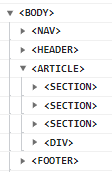 <BODY>
<NAV>
<HEADER>
<ARTICLE>
<SECTION>
<SECTION>
<SECTION>
<DIV>
<FOOTER>